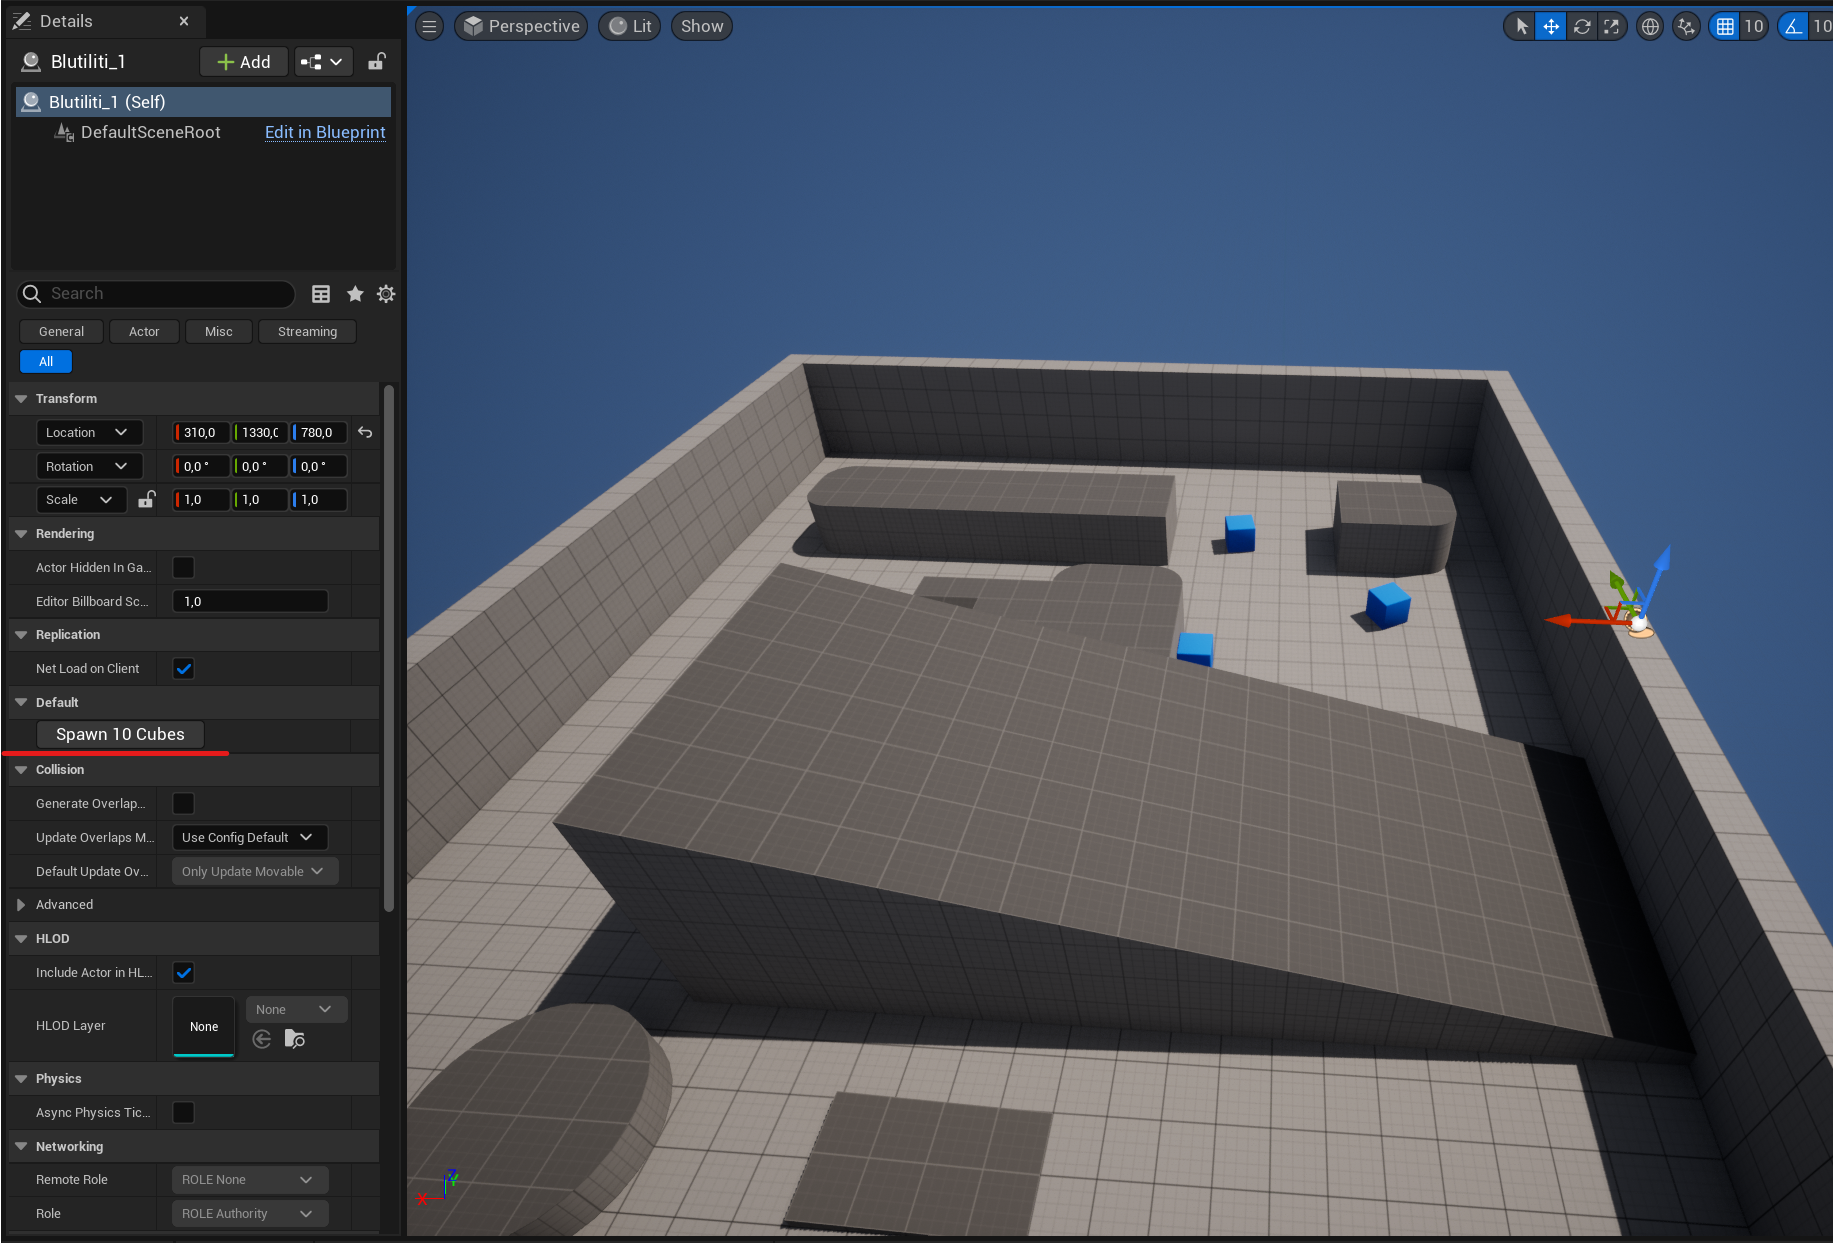 Details
Blutiliti_1
Add
Blutiliti_1 (Self)
DefaultSceneRoot
Edit in Blueprint
Search
General
Actor
Misc
Streaming
All
Transform
Location
310,0
1330,(
780,0
Rotation
0,0 °
0,0 °
0,0 °
Scale
1,0
1,0
1,0
Rendering
Actor Hidden In Ga...
Editor Billboard Sc...
1,0
Replication
Net Load on Client
Default
Spawn 10 Cubes
Collision
Generate Overlap...
Update Overlaps M...
Use Config Default
Default Update Ov...
Only Update Movable
Advanced
HLOD
Include Actor in HL...
HLOD Layer
None
None
Physics
Async Physics Tic...
Networking
Remote Role
ROLE None
Role
ROLE Authority
Perspective
Lit
Show
10
10
Z
Y
X